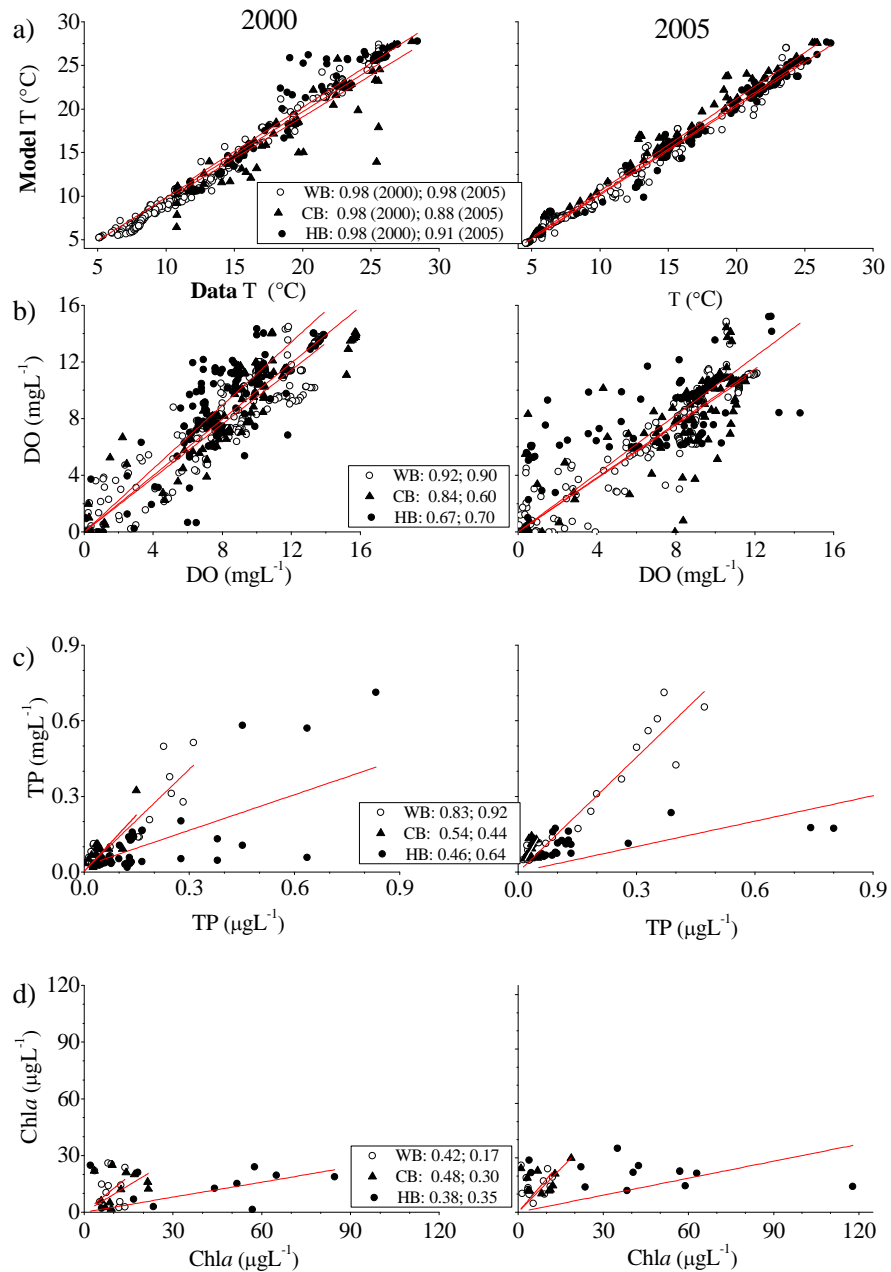 2000
2005
a)
30
25
20
15
10
5
Model T (°C)
WB: 0.98 (2000); 0.98 (2005)
CB: 0.98 (2000); 0.88 (2005)
HB: 0.98 (2000); 0.91 (2005)
5 10 15 20 25 30
5 10 15 20 25 30
Data T (°C)
T (°C)
b)
16
12
8
4
0
DO (mgL-1)
WB: 0.92; 0.90
CB: 0.84; 0.60
HB: 0.67; 0.70
0 4 8 12 16
0 4 8 12 16
DO (mgL-1)
DO (mgL-1)
c)
0.9
0.6
0.3
0.0
TP (mgL-1)
WB: 0.83; 0.92
CB: 0.54; 0.44
HB: 0.46; 0.64
0.0 0.3 0.6 0.9
0.0 0.3 0.6 0.9
TP (µgL-1)
TP (µgL-1)
d)
120
90
60
30
0
Chla (µgL-1)
WB: 0.42; 0.17
CB: 0.48; 0.30
HB: 0.38; 0.35
0 30 60 90 120
0 30 60 90 120
Chla (µgL-1)
Chla (µgL-1)